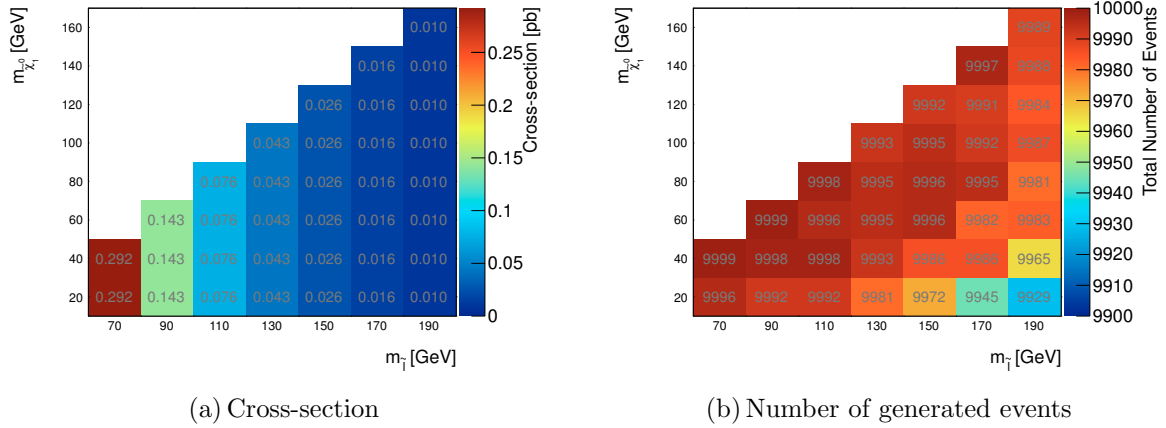 m_{\tilde{\chi}_1^0} [GeV]
160
140
120
100
80
60
40
20
0.010
0.016 0.010
0.026 0.016 0.010
0.043 0.026 0.016 0.010
0.076 0.043 0.026 0.016 0.010
0.143 0.076 0.043 0.026 0.016 0.010
0.292 0.143 0.076 0.043 0.026 0.016 0.010
0.292 0.143 0.076 0.043 0.026 0.016 0.010
70 90 110 130 150 170 190
m_{\tilde{l}} [GeV]
0.25
0.2
0.15
0.1
0.05
0
Cross-section [pb]
(a) Cross-section
m_{\tilde{\chi}_1^0} [GeV]
160
140
120
100
80
60
40
20
9989
9997 9988
9992 9991 9984
9993 9995 9992 9987
9998 9995 9996 9995 9981
9999 9996 9995 9996 9982 9983
9999 9998 9998 9993 9986 9988 9965
9996 9992 9992 9981 9972 9945 9929
70 90 110 130 150 170 190
m_{\tilde{l}} [GeV]
10000
9990
9980
9970
9960
9950
9940
9930
9920
9910
9900
Total Number of Events
(b) Number of generated events